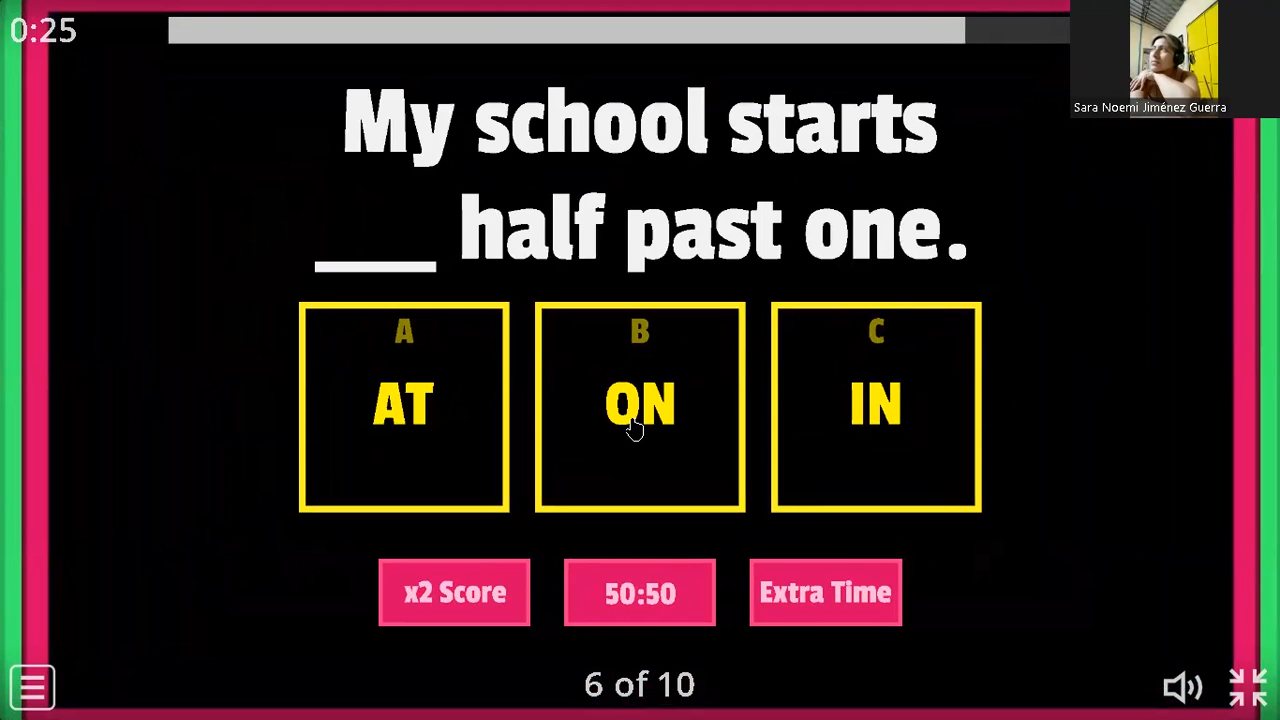 0:25
Sara Noemi Jiménez Guerra
My school starts
___ half past one.
A
B
C
AT
ON
IN
x2 Score
50:50
Extra Time
6 of 10